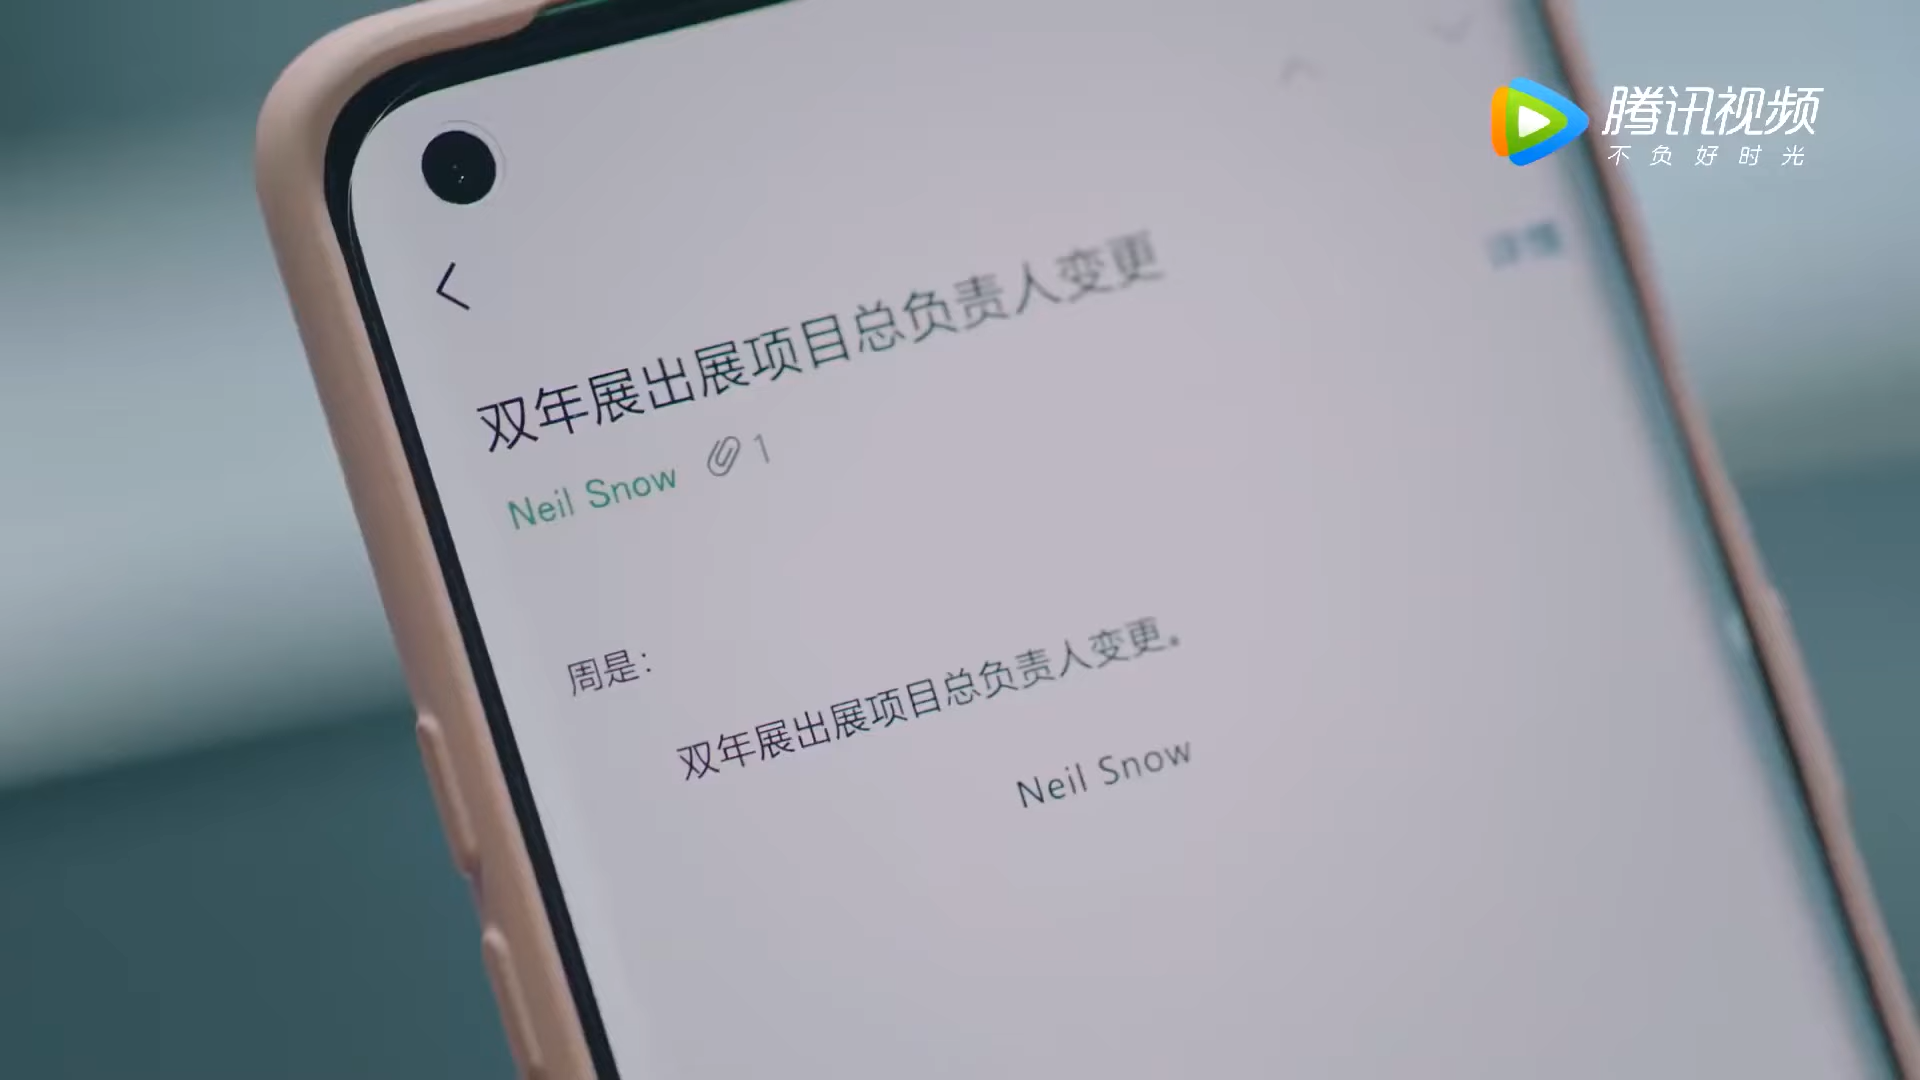 腾讯视频
不负好时光
详情
双年展出展项目总负责人变更
Neil Snow 1
周是：
双年展出展项目总负责人变更。
Neil Snow